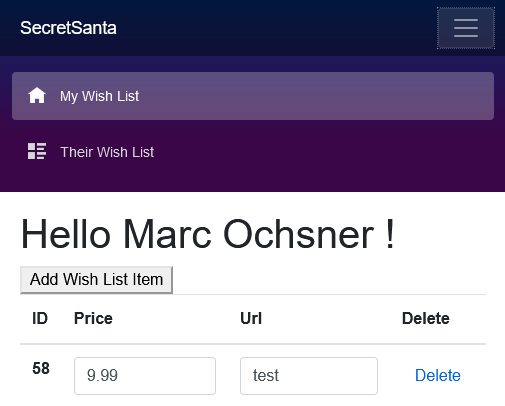 SecretSanta
My Wish List
Their Wish List
Hello Marc Ochsner !
Add Wish List Item
ID Price Url Delete
58 9.99 test Delete